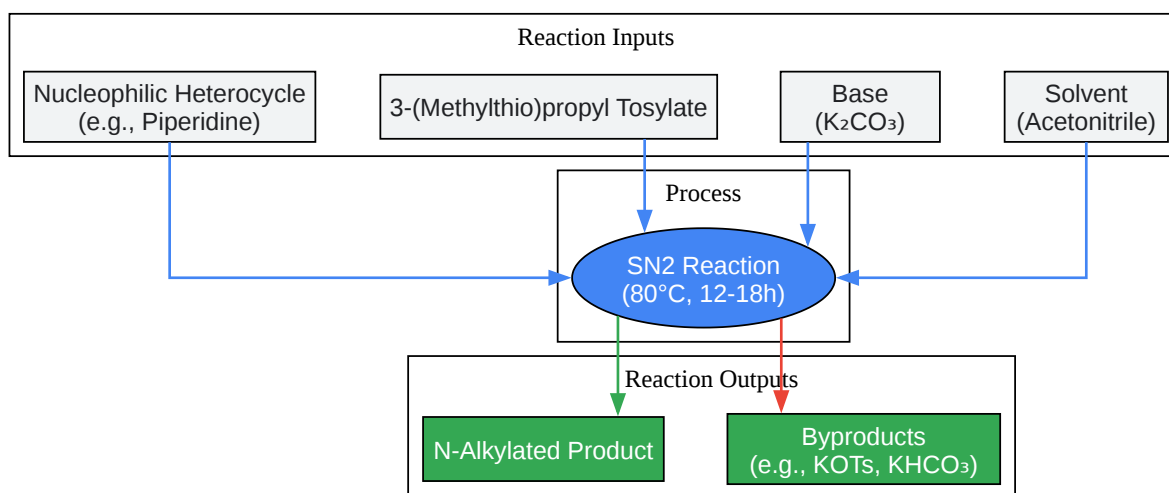 Reaction Inputs
Nucleophilic Heterocycle
(e.g., Piperidine)
3-(Methylthio)propyl Tosylate
Base
(K₂CO₃)
Solvent
(Acetonitrile)
Process
SN2 Reaction
(80°C, 12-18h)
Reaction Outputs
N-Alkylated Product
Byproducts
(e.g., KOTs, KHCO₃)